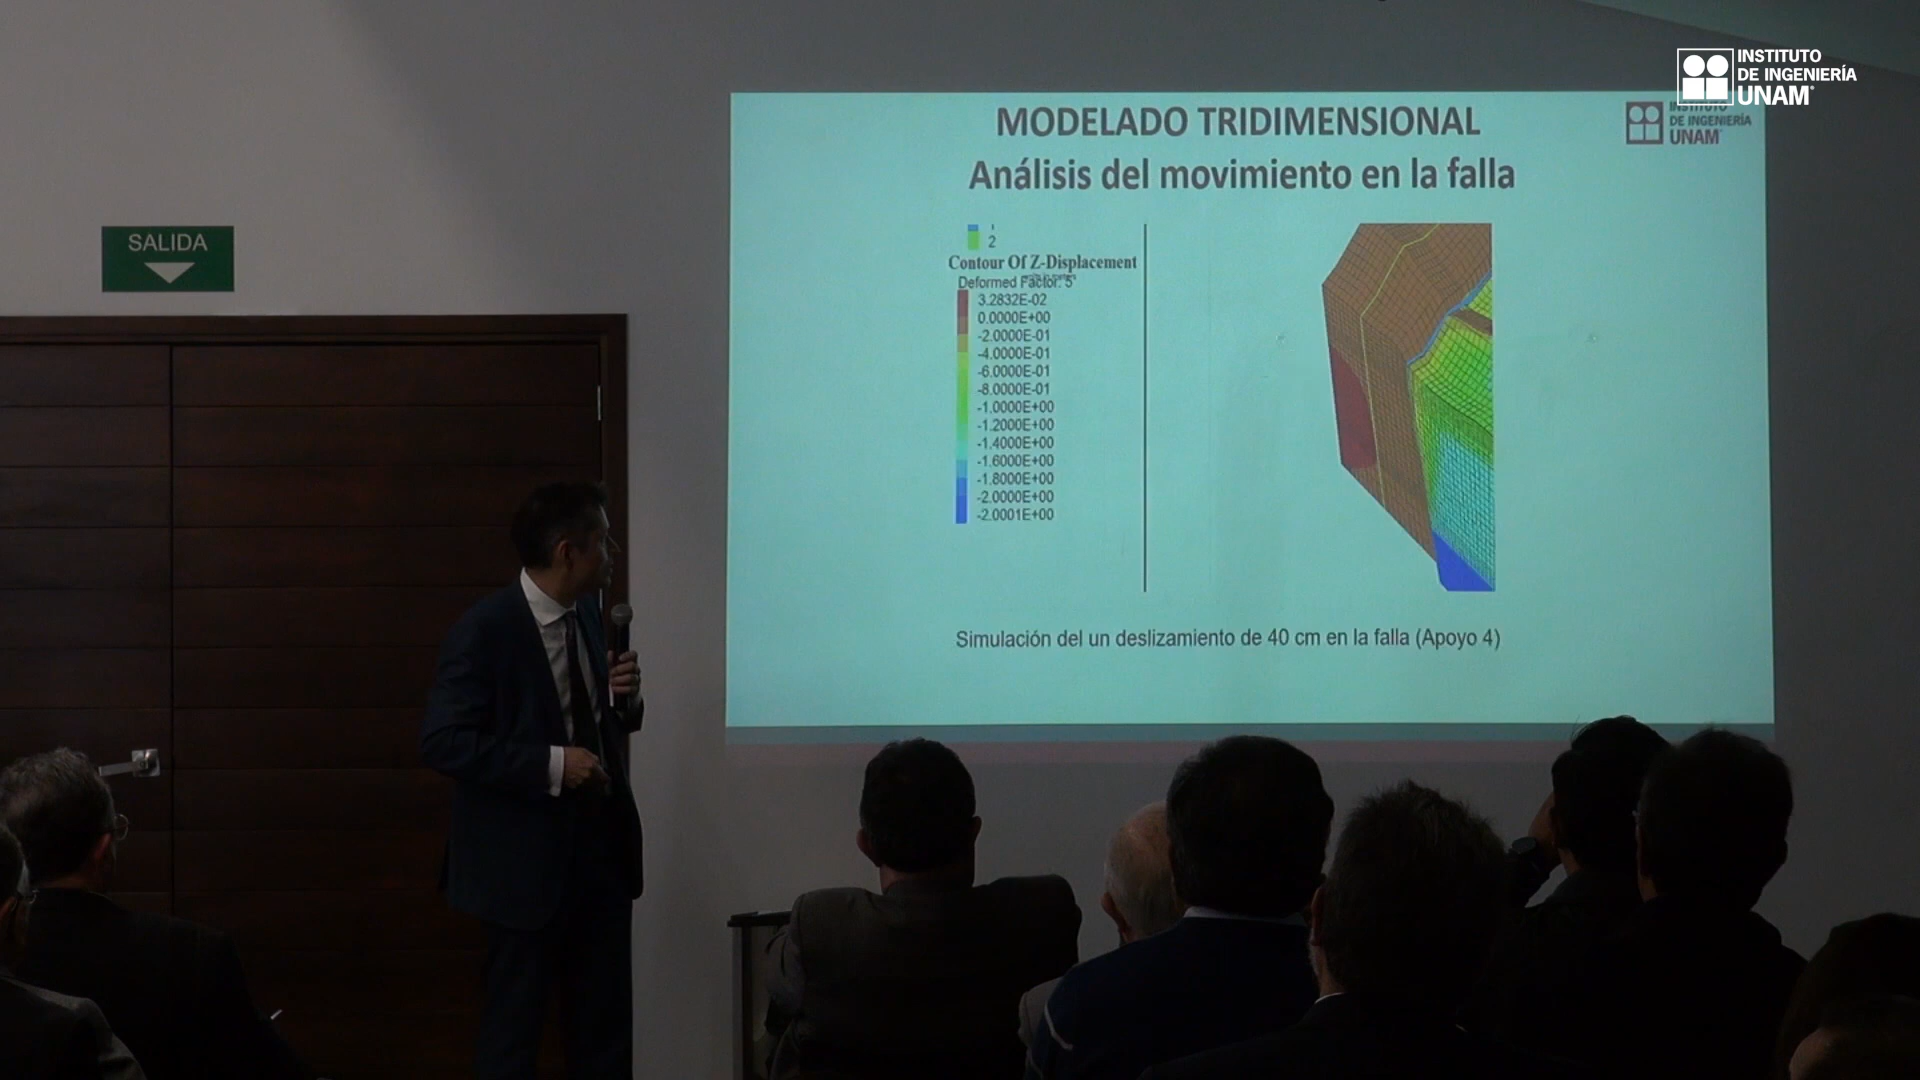 INSTITUTO
DE INGENIERÍA
UNAM
SALIDA
MODELADO TRIDIMENSIONAL
Análisis del movimiento en la falla
INSTITUTO
DE INGENIERÍA
UNAM
2
Contour Of Z-Displacement
Deformed Factor: 5
3.2832E-02
0.0000E+00
-2.0000E-01
-4.0000E-01
-6.0000E-01
-8.0000E-01
-1.0000E+00
-1.2000E+00
-1.4000E+00
-1.6000E+00
-1.8000E+00
-2.0000E+00
-2.0001E+00
Simulación del un deslizamiento de 40 cm en la falla (Apoyo 4)